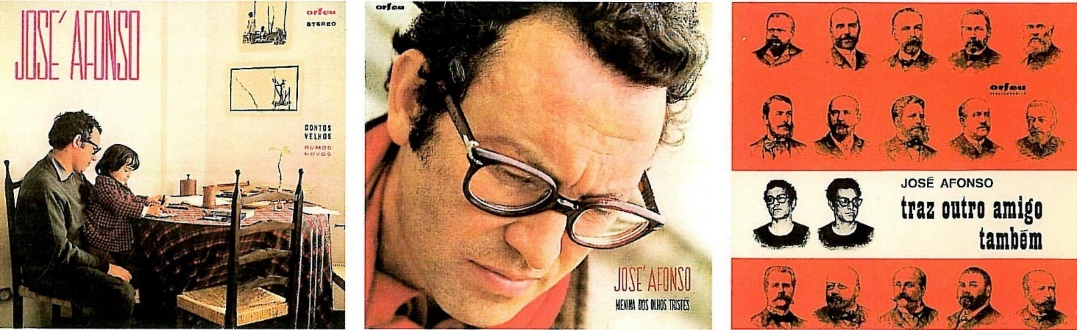 JOSÉ AFONSO
orfeu
STEREO
CONTOS
VELHOS
RUMOS
NOVOS
orfeu
JOSÉ AFONSO
MENINA DOS OLHOS TRISTES
orfeu
JOSÉ AFONSO
traz outro amigo
também